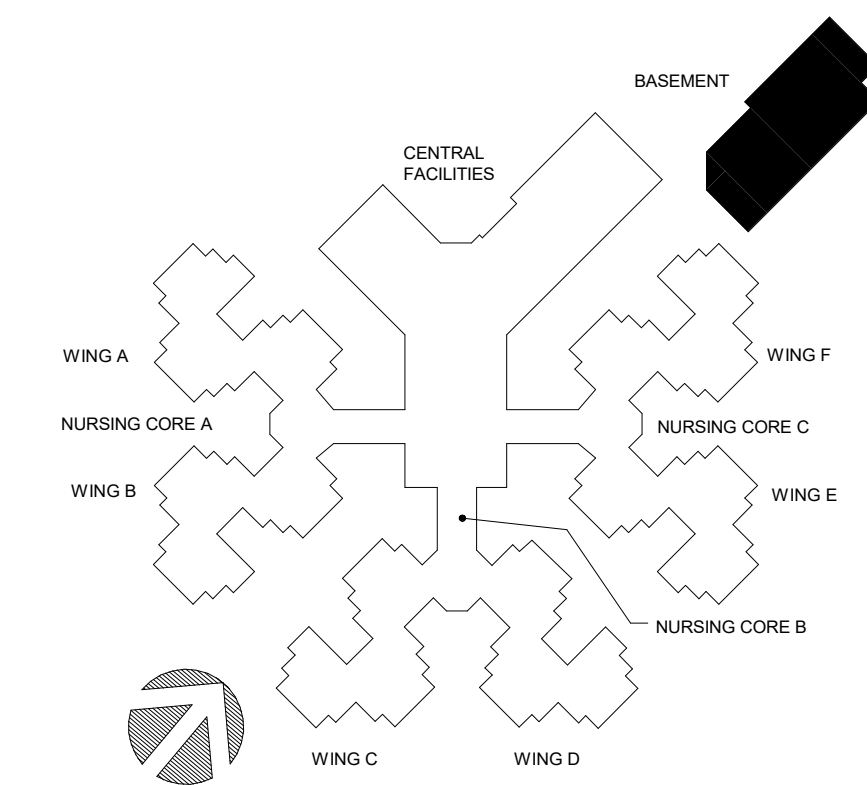 BASEMENT
CENTRAL
FACILITIES
WING A
WING F
NURSING CORE A
NURSING CORE C
WING B
WING E
NURSING CORE B
WING C
WING D